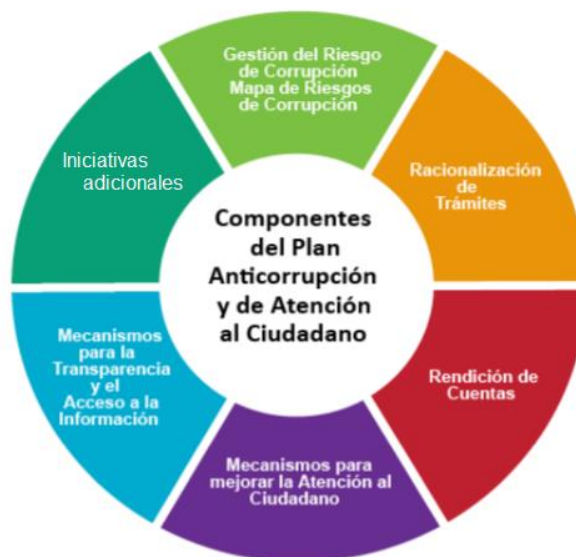 Gestión del Riesgo
de Corrupción
Mapa de Riesgos
de Corrupción
Racionalización
de
Trámites
Rendición de
Cuentas
Mecanismos para
mejorar la Atención al
Ciudadano
Mecanismos
para la
Transparencia
y el
Acceso a la
Información
Iniciativas
adicionales
Componentes
del Plan
Anticorrupción
y de Atención
al Ciudadano